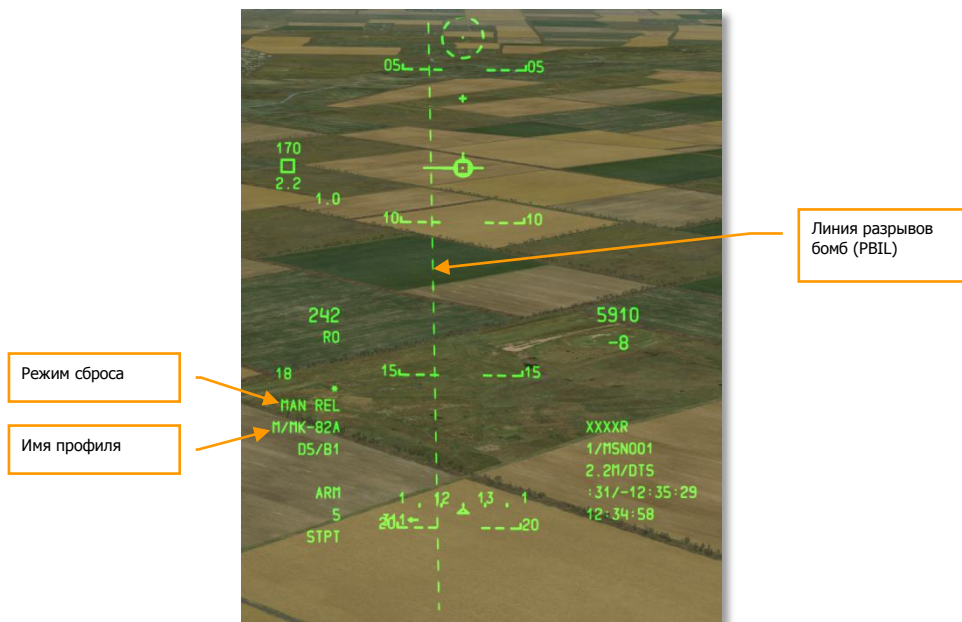 05 05
170
2.2
1.0
10 10
Линия разрывов
бомб (PBIL)
242 5910
RO -8
Режим сброса
18 15 15
MAN REL
Имя профиля
M/MK-82A XXXXR
D5/B1 1/MSN001
2.2M/DTS
ARM 1 12 13 1 :31/-12:35:29
S 12:34:58
20 20
STPT